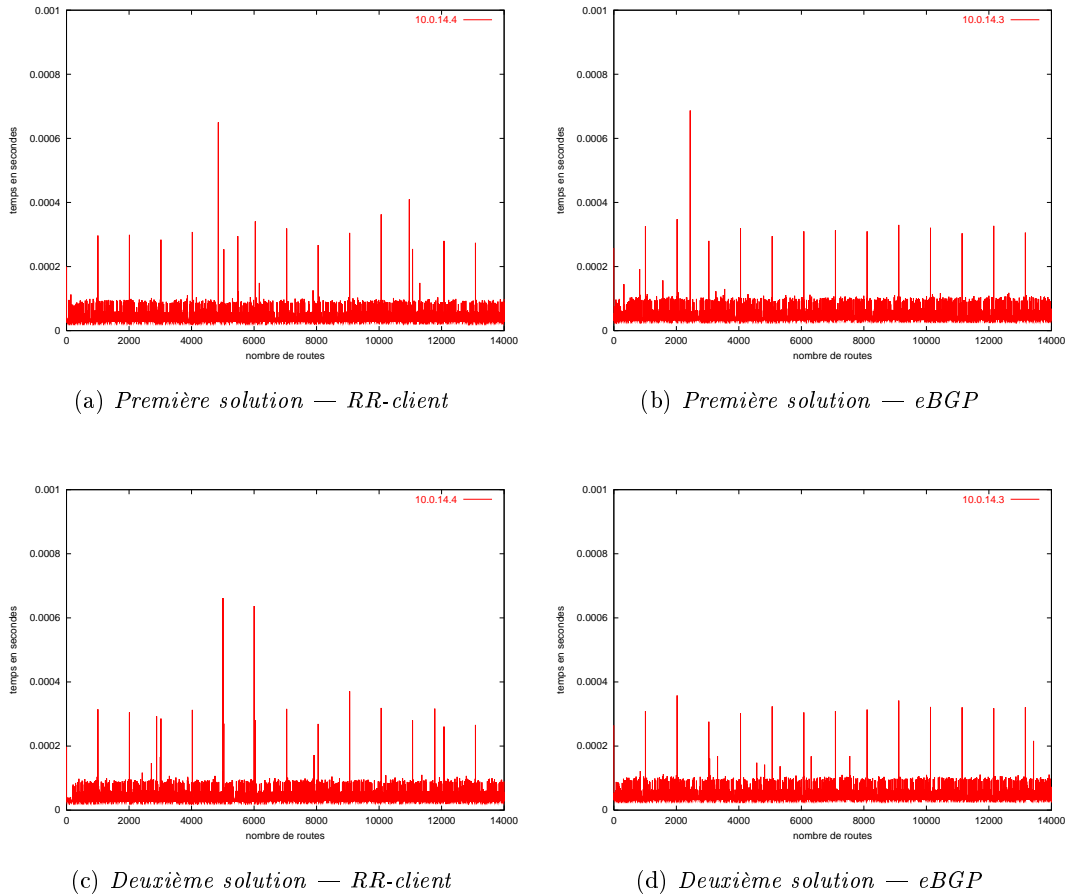 0.001
0.0008
0.0006
0.0004
0.0002
0
0 2000 4000 6000 8000 10000 12000 14000
temps en secondes
nombre de routes
10.0.14.4
(a) Première solution — RR-client
0.001
0.0008
0.0006
0.0004
0.0002
0
0 2000 4000 6000 8000 10000 12000 14000
temps en secondes
nombre de routes
10.0.14.3
(b) Première solution — eBGP
0.001
0.0008
0.0006
0.0004
0.0002
0
0 2000 4000 6000 8000 10000 12000 14000
temps en secondes
nombre de routes
10.0.14.4
(c) Deuxième solution — RR-client
0.001
0.0008
0.0006
0.0004
0.0002
0
0 2000 4000 6000 8000 10000 12000 14000
temps en secondes
nombre de routes
10.0.14.3
(d) Deuxième solution — eBGP